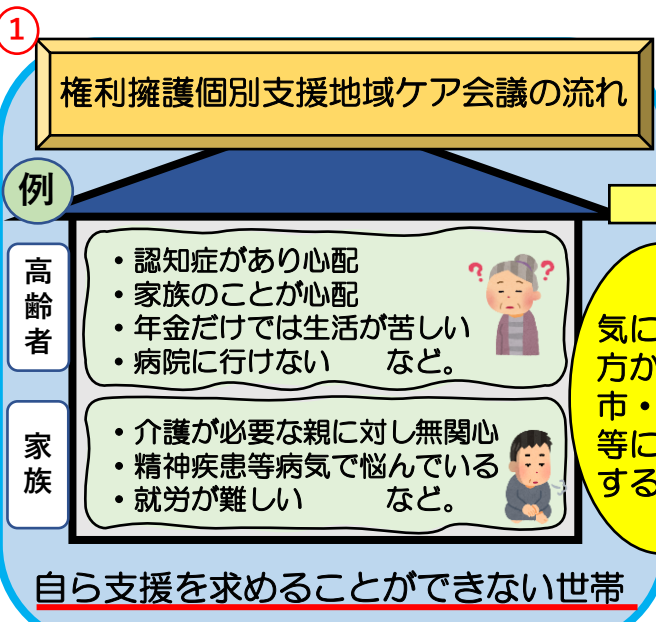 ①
権利擁護個別支援地域ケア会議の流れ
例
高齢者
・認知症があり心配
・家族のことが心配
・年金だけでは生活が苦しい
・病院に行けない　　など。
家族
・介護が必要な親に対し無関心
・精神疾患等病気で悩んでいる
・就労が難しい　　　など。
気に
方か
市・
等に
する
自ら支援を求めることができない世帯